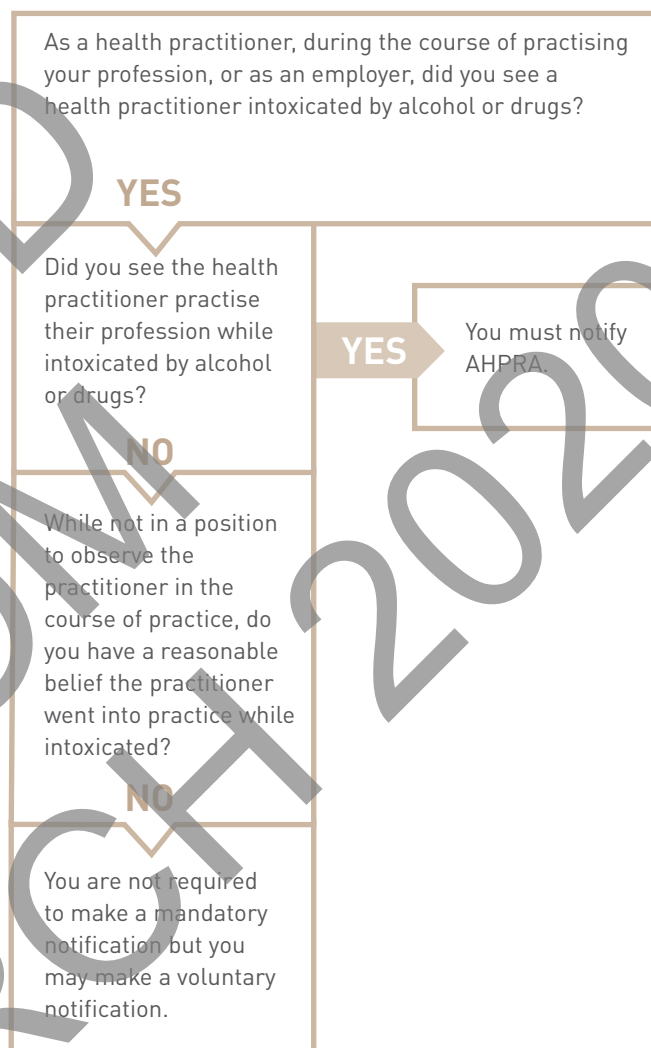 As a health practitioner, during the course of practising
your profession, or as an employer, did you see a
health practitioner intoxicated by alcohol or drugs?
YES
Did you see the health
practitioner practise
their profession while
intoxicated by alcohol
or drugs?
YES
You must notify
AHPRA.
NO
While not in a position
to observe the
practitioner in the
course of practice, do
you have a reasonable
belief the practitioner
went into practice while
intoxicated?
NO
You are not required
to make a mandatory
notification but you
may make a voluntary
notification.